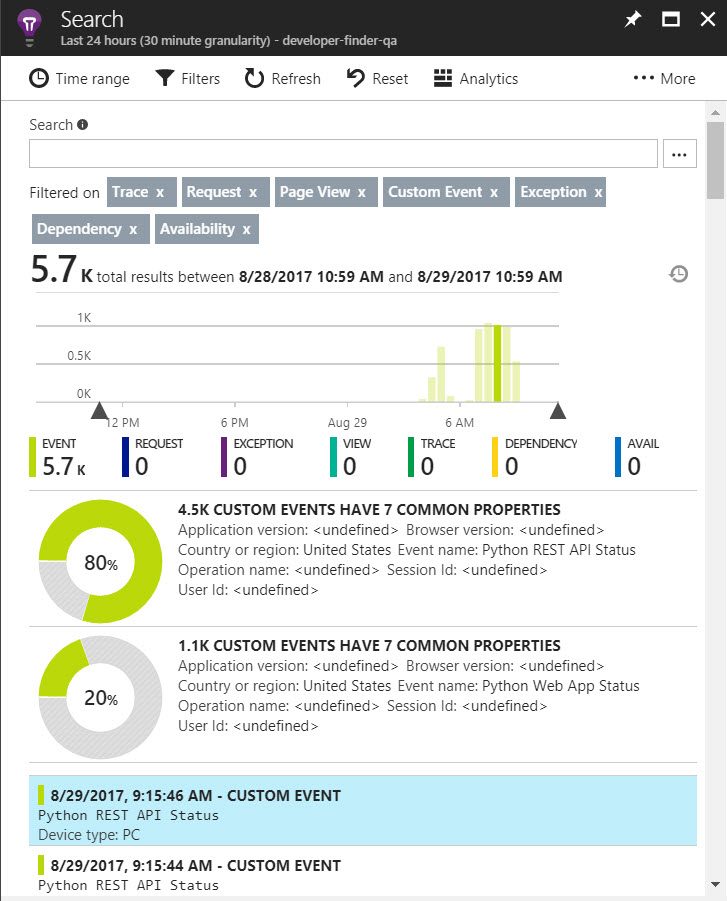 Search
Last 24 hours (30 minute granularity) - developer-finder-qa
Time range Filters Refresh Reset Analytics ••• More
Search
...
Filtered on Trace x Request x Page View x Custom Event x Exception x
Dependency x Availability x
5.7 K total results between 8/28/2017 10:59 AM and 8/29/2017 10:59 AM
1K
0.5K
0K
12 PM 6 PM Aug 29 6 AM
EVENT REQUEST EXCEPTION VIEW TRACE DEPENDENCY AVAIL
5.7 K 0 0 0 0 0 0
4.5K CUSTOM EVENTS HAVE 7 COMMON PROPERTIES
Application version: <undefined> Browser version: <undefined>
80% Country or region: United States Event name: Python REST API Status
Operation name: <undefined> Session Id: <undefined>
User Id: <undefined>
1.1K CUSTOM EVENTS HAVE 7 COMMON PROPERTIES
Application version: <undefined> Browser version: <undefined>
20% Country or region: United States Event name: Python Web App Status
Operation name: <undefined> Session Id: <undefined>
User Id: <undefined>
8/29/2017, 9:15:46 AM - CUSTOM EVENT
Python REST API Status
Device type: PC
8/29/2017, 9:15:44 AM - CUSTOM EVENT
Python REST API Status